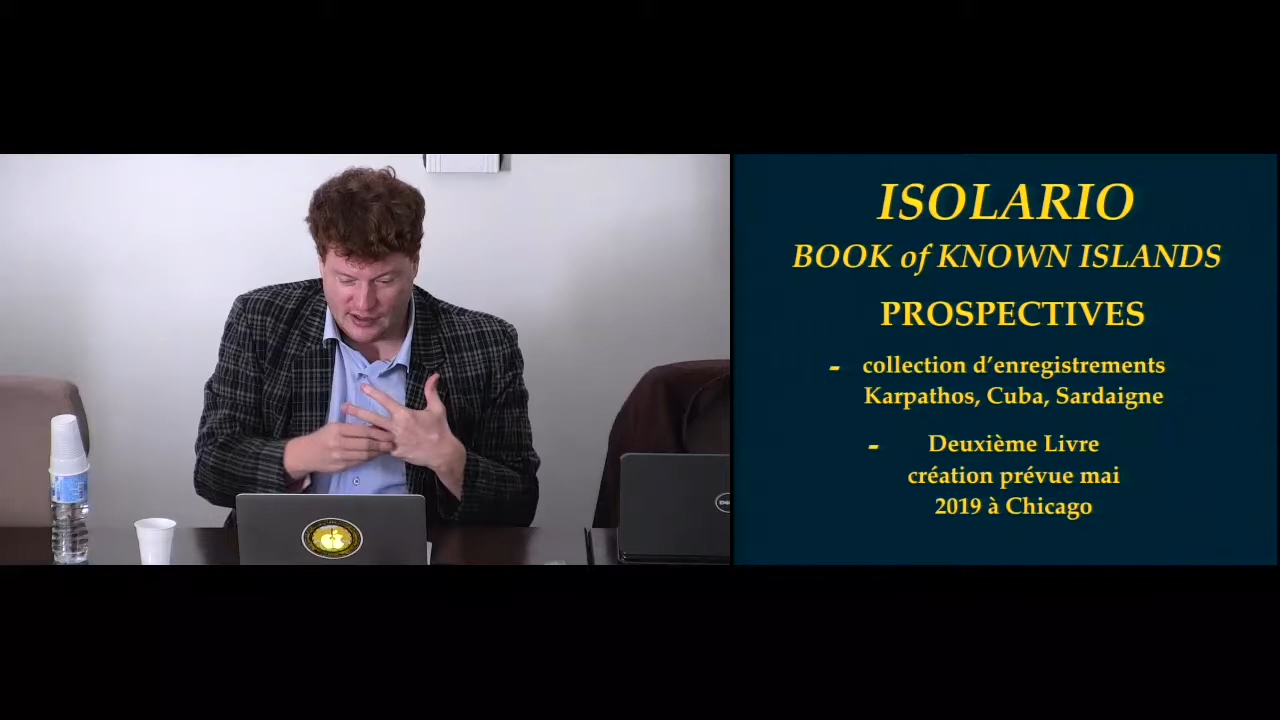 ISOLARIO
BOOK of KNOWN ISLANDS
PROSPECTIVES
- collection d’enregistrements
Karpathos, Cuba, Sardaigne
- Deuxième Livre
création prévue mai
2019 à Chicago